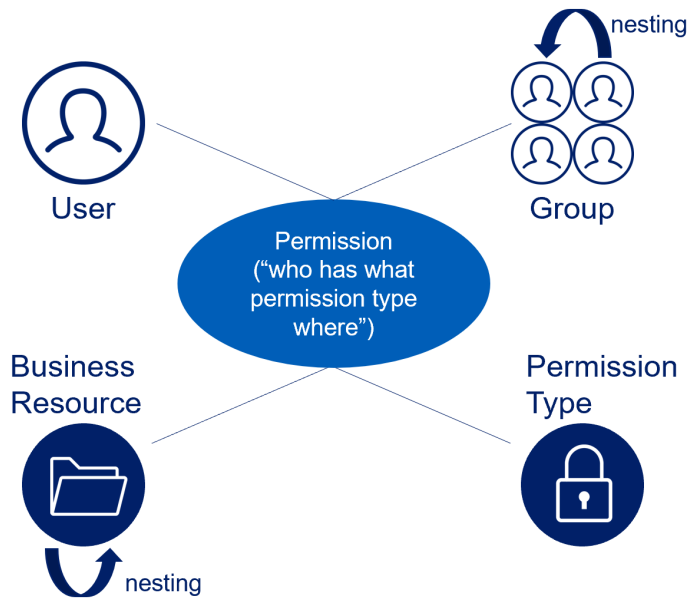 nesting
User
Group
Permission
(“who has what
permission type
where”)
Business
Resource
Permission
Type
nesting